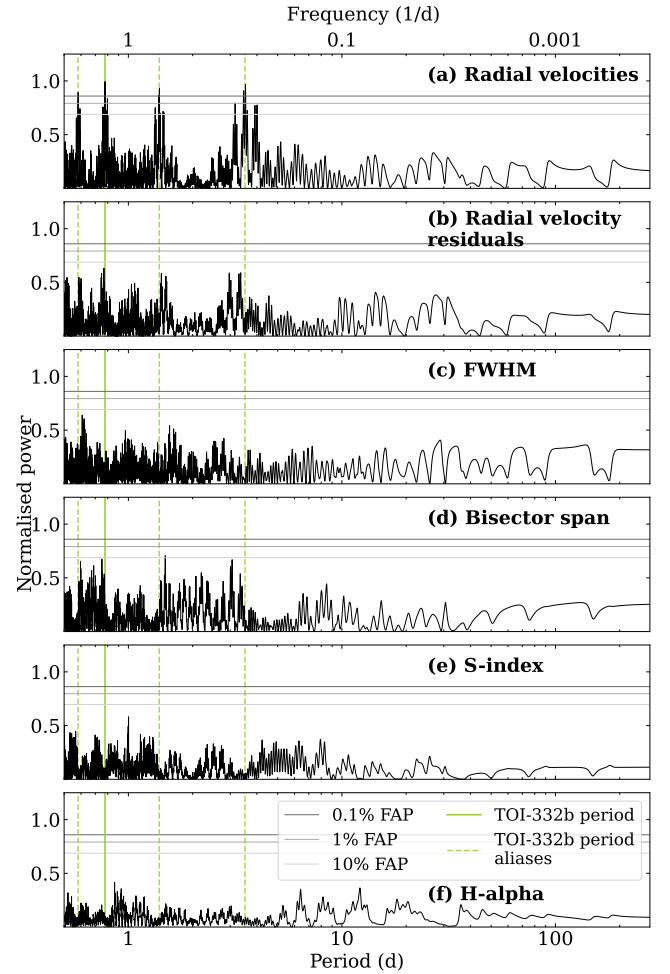 Frequency (1/d)
1 0.1 0.001
(a) Radial velocities
1.0
0.5
(b) Radial velocity
residuals
1.0
0.5
(c) FWHM
1.0
0.5
Normalised power
(d) Bisector span
1.0
0.5
(e) S-index
1.0
0.5
1.0
0.5
0.1% FAP
1% FAP
10% FAP
TOI-332b period
TOI-332b period
aliases
(f) H-alpha
1 10 100
Period (d)